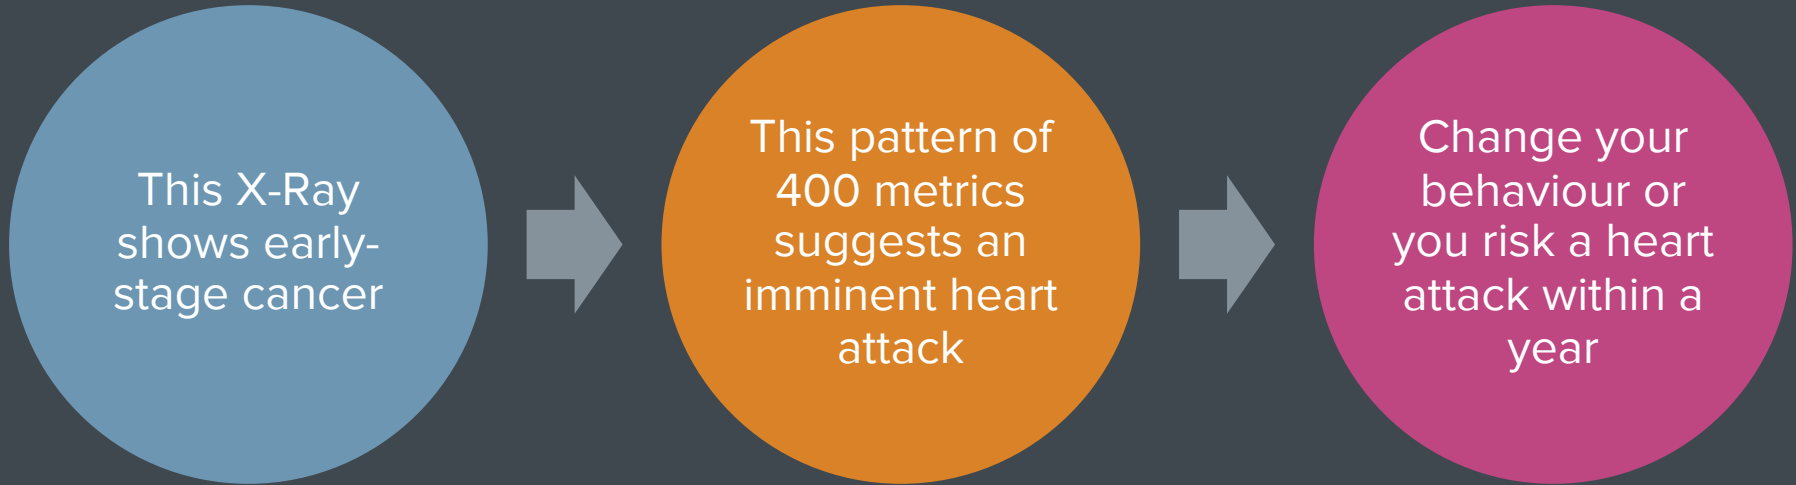 This X-Ray
shows early-
stage cancer
This pattern of
400 metrics
suggests an
imminent heart
attack
Change your
behaviour or
you risk a heart
attack within a
year